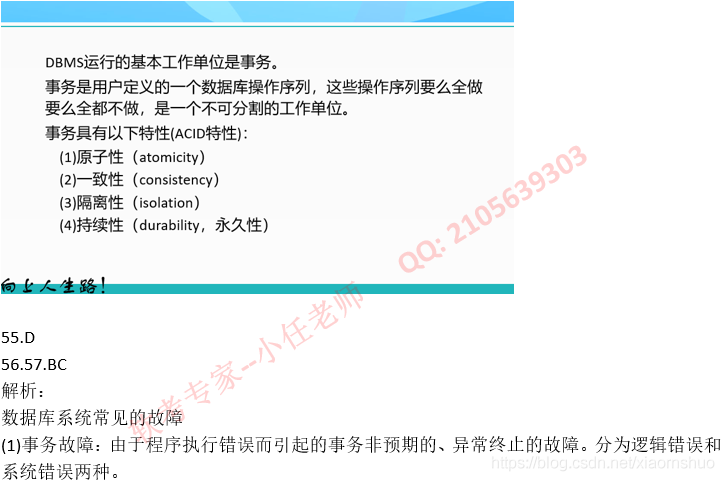 DBMS运行的基本工作单位是事务。
事务是用户定义的一个数据库操作序列，这些操作序列要么全做
要么全都不做，是一个不可分割的工作单位。
事务具有以下特性(ACID特性)：
(1)原子性（atomicity）
(2)一致性（consistency）
(3)隔离性（isolation）
(4)持续性（durability，永久性）
QQ: 2105639303
向上人生路！
软考专家--小任老师
55.D
56.57.BC
解析：
数据库系统常见的故障
(1)事务故障：由于程序执行错误而引起的事务非预期的、异常终止的故障。分为逻辑错误和
系统错误两种。
https://blog.csdn.net/xiaomshuo